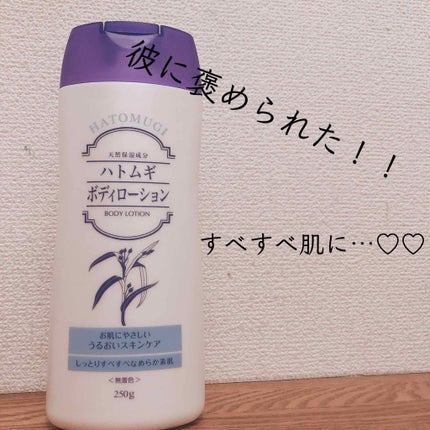 彼に褒められた！！
すべすべ肌に…♡♡
HATOMUGI
天然保湿成分
ハトムギ
ボディローション
BODY LOTION
お肌にやさしい
うるおいスキンケア
しっとりすべすべなめらか素肌
＜無着色＞
250g